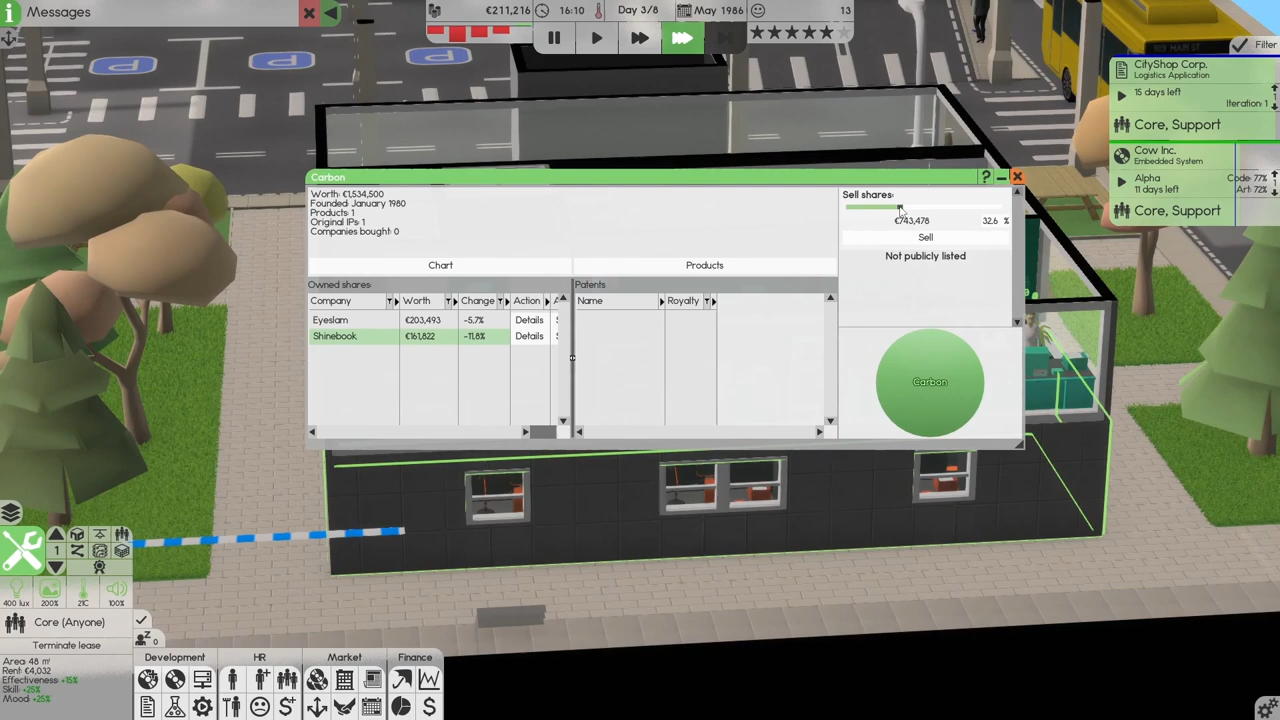 Messages
€211,216
16:10
Day 3/8
May 1986
13
Filter
CityShop Corp.
Logistics Application
15 days left
Iteration: 1
1
Core, Support
Cow Inc.
Embedded System
Alpha
11 days left
Code: 77%
Art: 72%
Core, Support
Carbon
?
Worth: €1,534,500
Founded: January 1980
Products: 1
Original IPs: 1
Companies bought: 0
Chart
Products
Sell shares:
€743,478
32.6 %
Sell
Not publicly listed
Carbon
Owned shares:
Company
Worth
Change
Action
Eyeslam
€203,493
-5.7%
Details
Shinebook
€161,822
-11.8%
Details
Patents
Name
Royalty
1
400 lux
200%
21C
100%
Core (Anyone)
Terminate lease
Area: 48 m²
Rent: €4,032
Effectiveness: +15%
Skill: +25%
Mood: +25%
Z
0
Development
HR
Market
Finance